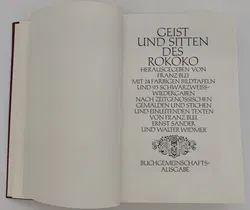 GEIST
UND SITTEN
DES
ROKOKO
HERAUSGEGEBEN VON
FRANZ BLEI
MIT 24 FARBIGEN BILDTAFELN
UND 93 SCHWARZWEISS-
WIEDERGABEN
NACH ZEITGENÖSSISCHEN
GEMÄLDEN UND STICHEN
UND EINLEITENDEN TEXTEN
VON FRANZ BLEI
ERNST SANDER
UND WALTER WIDMER
BUCHGEMEINSCHAFTS-
AUSGABE